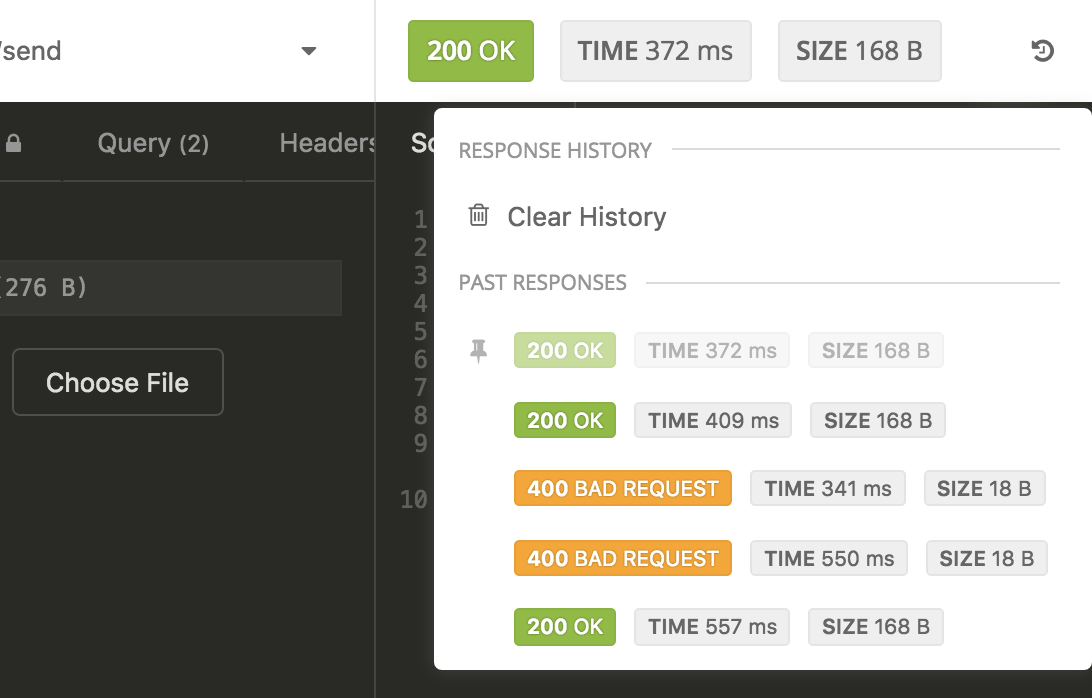 /send
200 OK TIME 372 ms SIZE 168 B
Query (2) Headers
RESPONSE HISTORY
Clear History
PAST RESPONSES
200 OK TIME 372 ms SIZE 168 B
200 OK TIME 409 ms SIZE 168 B
400 BAD REQUEST TIME 341 ms SIZE 18 B
400 BAD REQUEST TIME 550 ms SIZE 18 B
200 OK TIME 557 ms SIZE 168 B
(276 B)
Choose File
1
2
3
4
5
6
7
8
9
10